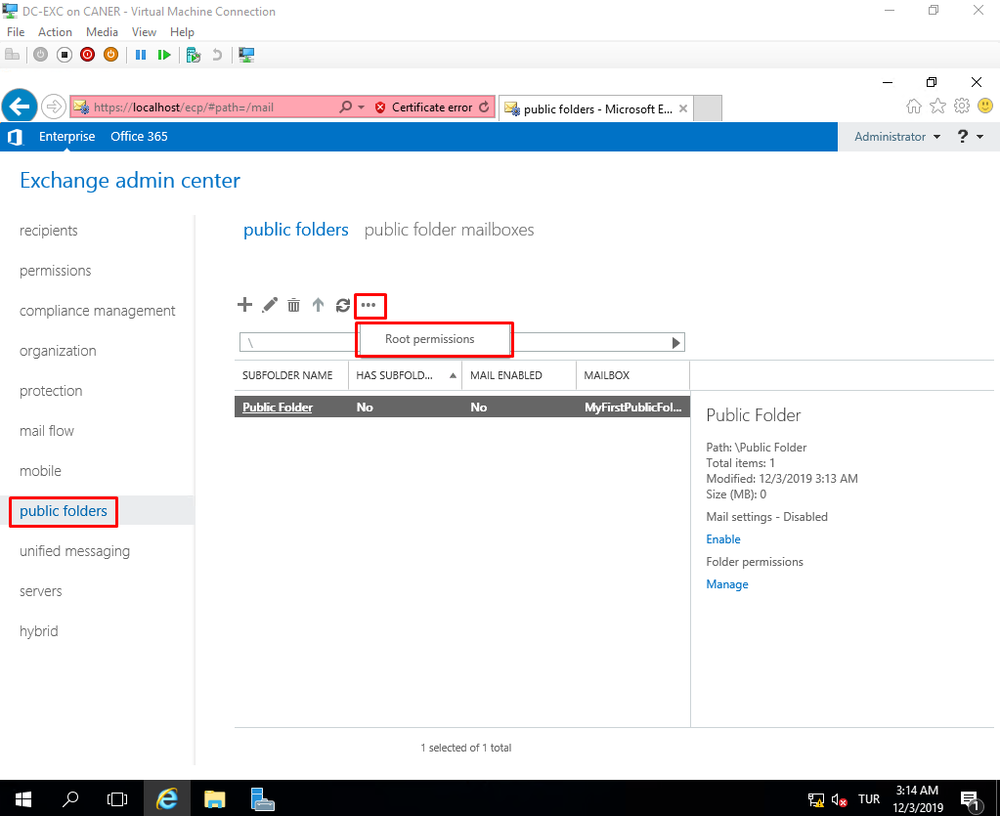 DC-EXC on CANER - Virtual Machine Connection
File Action Media View Help
https://localhost/ecp/#path=/mail
Certificate error
public folders - Microsoft E...
Enterprise Office 365
Administrator ?
Exchange admin center
recipients
permissions
compliance management
organization
protection
mail flow
mobile
public folders
unified messaging
servers
hybrid
public folders public folder mailboxes
\
Root permissions
SUBFOLDER NAME HAS SUBFOLD... MAIL ENABLED MAILBOX
Public Folder No No MyFirstPublicFol...
Public Folder
Path: \Public Folder
Total items: 1
Modified: 12/3/2019 3:13 AM
Size (MB): 0
Mail settings - Disabled
Enable
Folder permissions
Manage
1 selected of 1 total
TUR
3:14 AM
12/3/2019
1